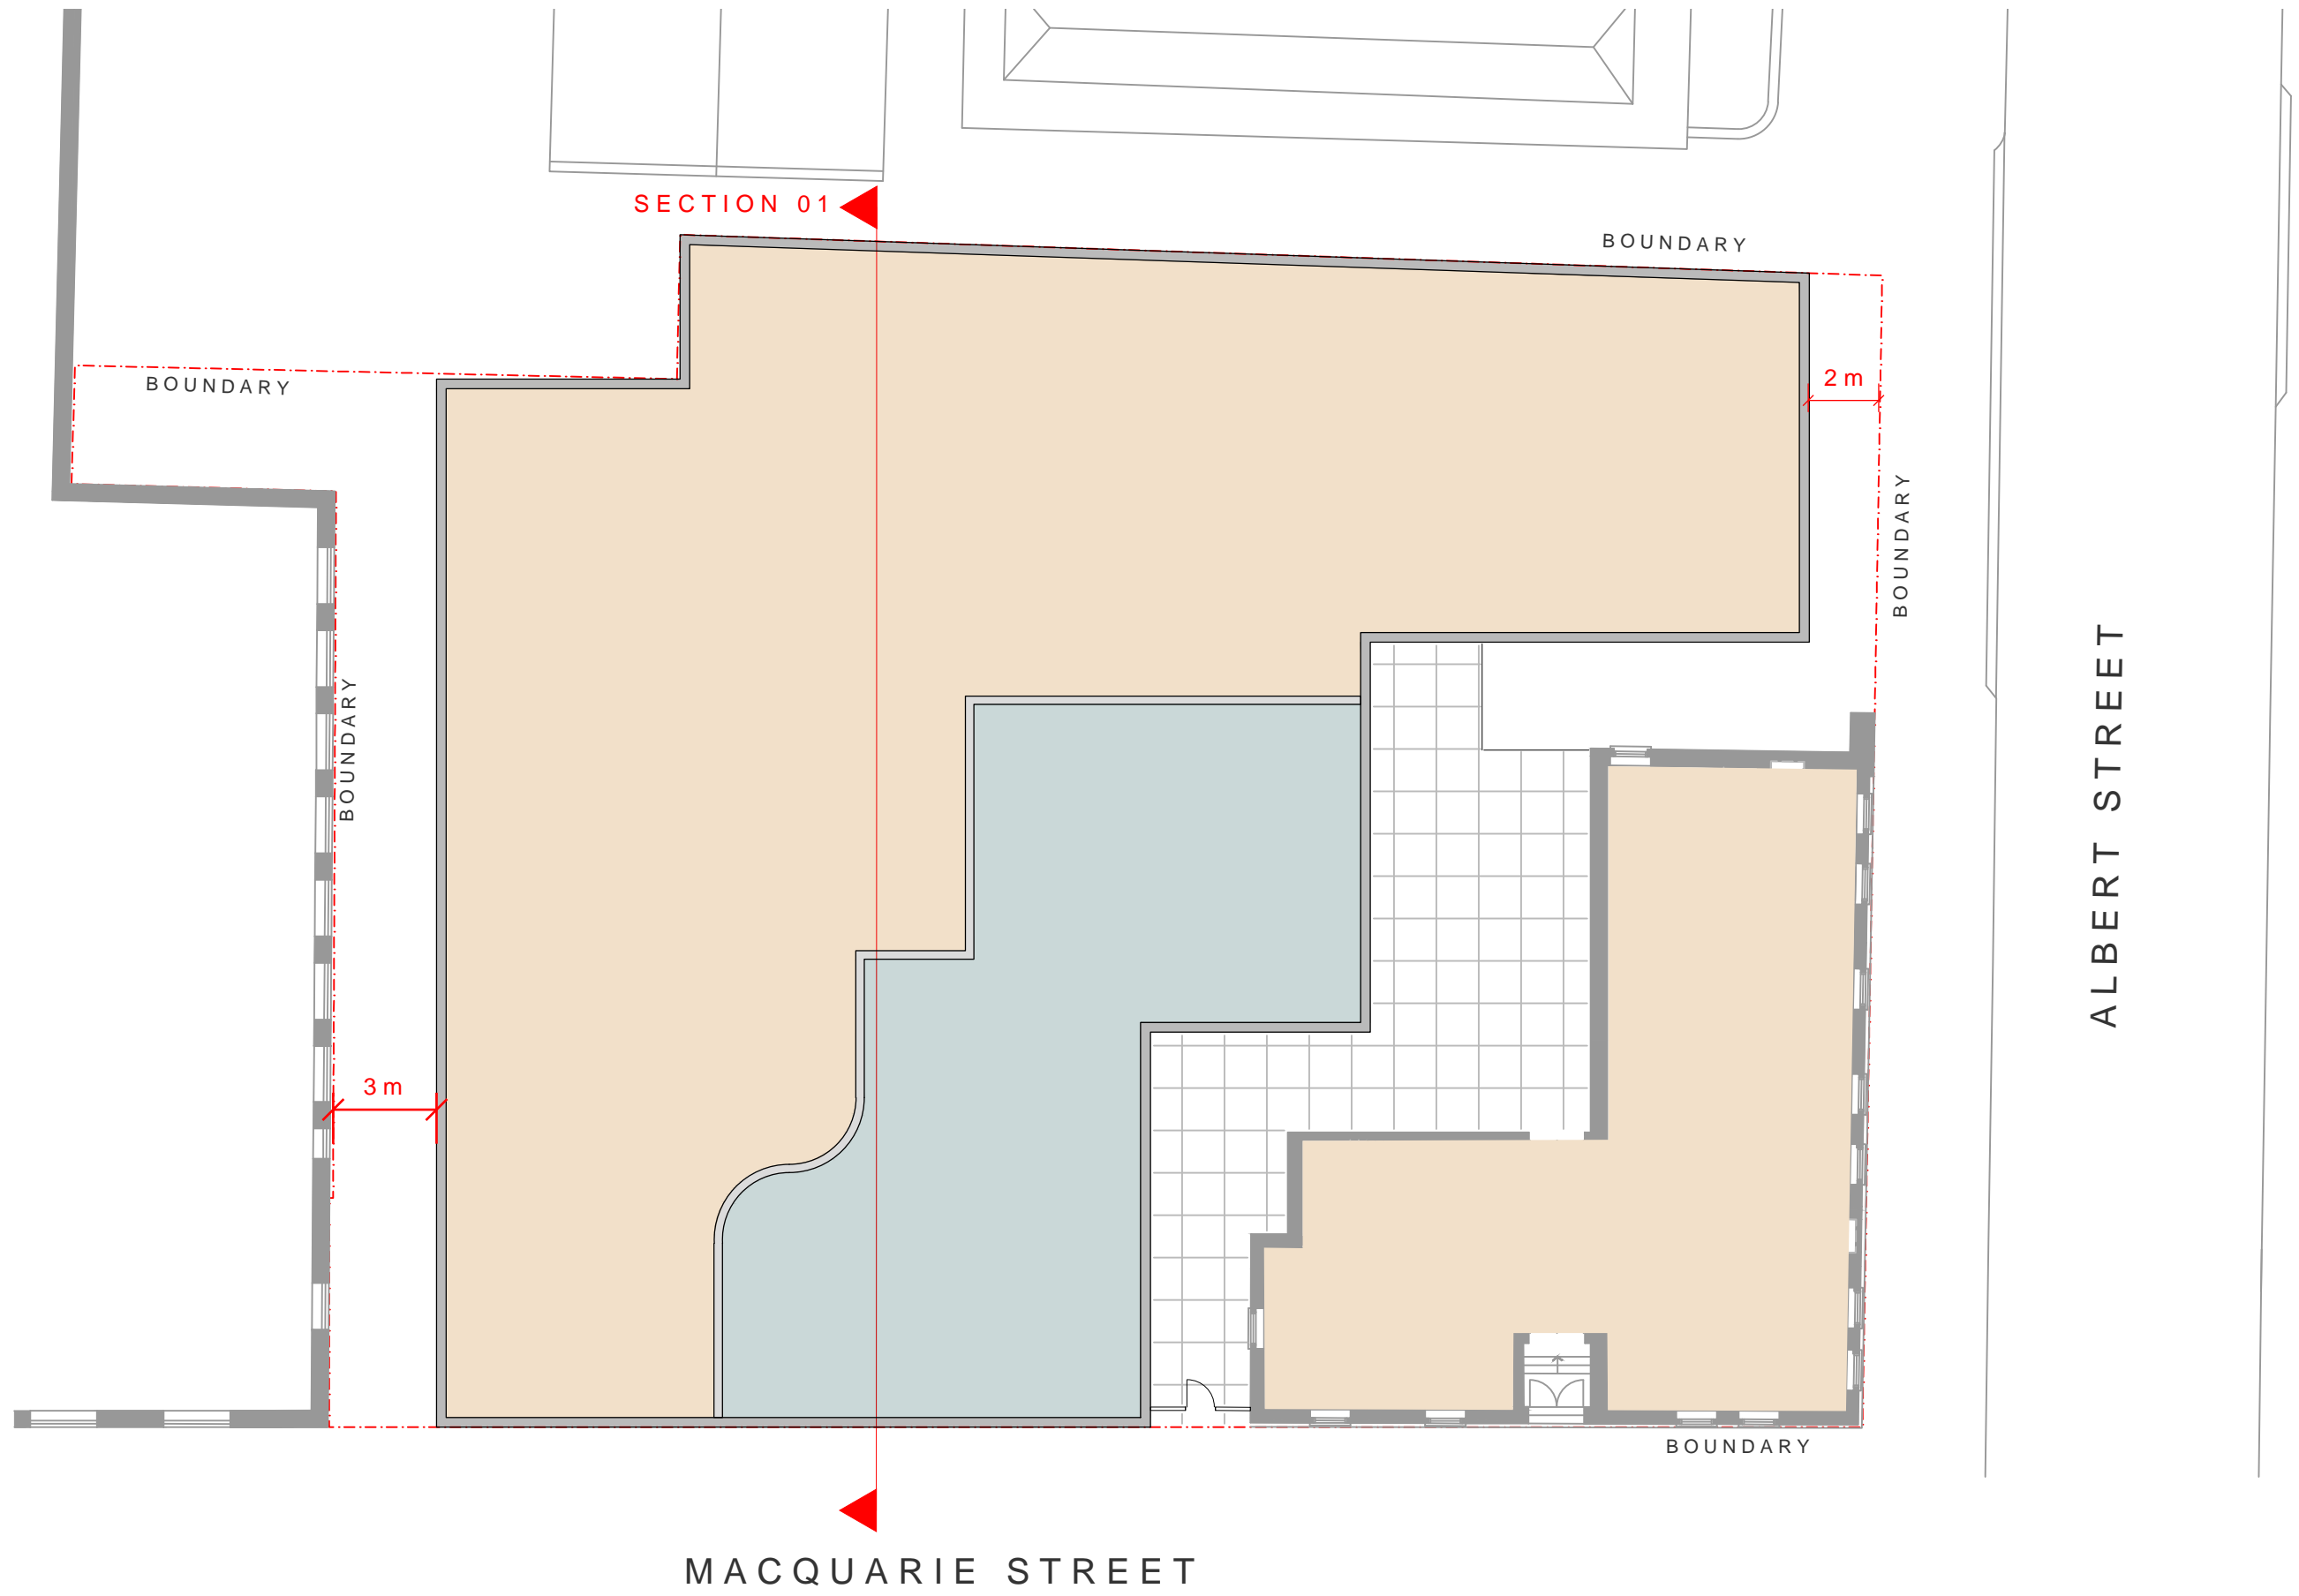 SECTION 01
BOUNDARY
2 m
BOUNDARY
BOUNDARY
BOUNDARY
ALBERT STREET
3 m
BOUNDARY
MACQUARIE STREET